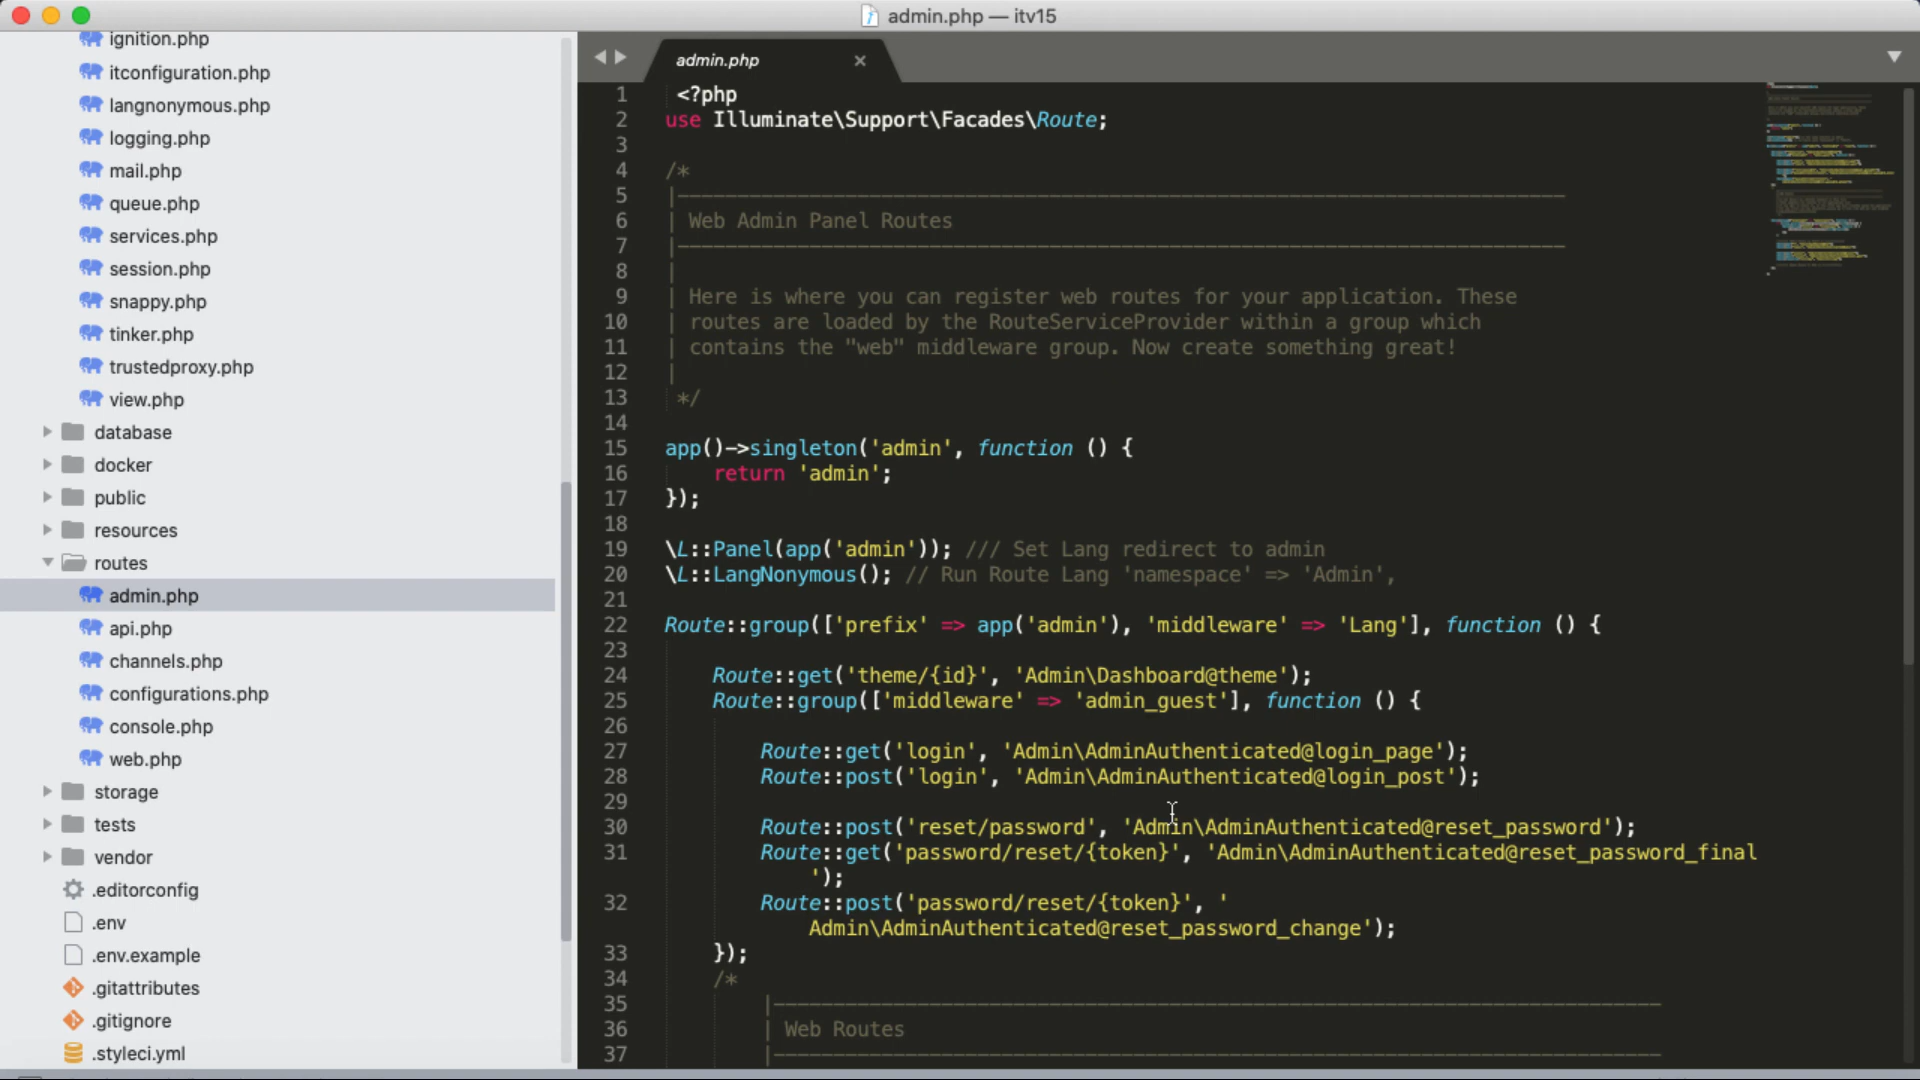 admin.php — itv15
ignition.php
itconfiguration.php
langnonymous.php
logging.php
mail.php
queue.php
services.php
session.php
snappy.php
tinker.php
trustedproxy.php
view.php
database
docker
public
resources
routes
admin.php
api.php
channels.php
configurations.php
console.php
web.php
storage
tests
vendor
.editorconfig
.env
.env.example
.gitattributes
.gitignore
.styleci.yml
admin.php
1 <?php
2 use Illuminate\Support\Facades\Route;
3
4 /*
5 |--------------------------------------------------------------------------
6 | Web Admin Panel Routes
7 |--------------------------------------------------------------------------
8 |
9 | Here is where you can register web routes for your application. These
10 | routes are loaded by the RouteServiceProvider within a group which
11 | contains the "web" middleware group. Now create something great!
12 |
13 */
14
15 app()->singleton('admin', function () {
16 return 'admin';
17 });
18
19 \L::Panel(app('admin')); /// Set Lang redirect to admin
20 \L::LangNonymous(); // Run Route Lang 'namespace' => 'Admin',
21
22 Route::group(['prefix' => app('admin'), 'middleware' => 'Lang'], function () {
23
24 Route::get('theme/{id}', 'Admin\Dashboard@theme');
25 Route::group(['middleware' => 'admin_guest'], function () {
26
27 Route::get('login', 'Admin\AdminAuthenticated@login_page');
28 Route::post('login', 'Admin\AdminAuthenticated@login_post');
29
30 Route::post('reset/password', 'Admin\AdminAuthenticated@reset_password');
31 Route::get('password/reset/{token}', 'Admin\AdminAuthenticated@reset_password_final
');
32 Route::post('password/reset/{token}', '
Admin\AdminAuthenticated@reset_password_change');
33 });
34 /*
35 |--------------------------------------------------------------------------
36 | Web Routes
37 |--------------------------------------------------------------------------